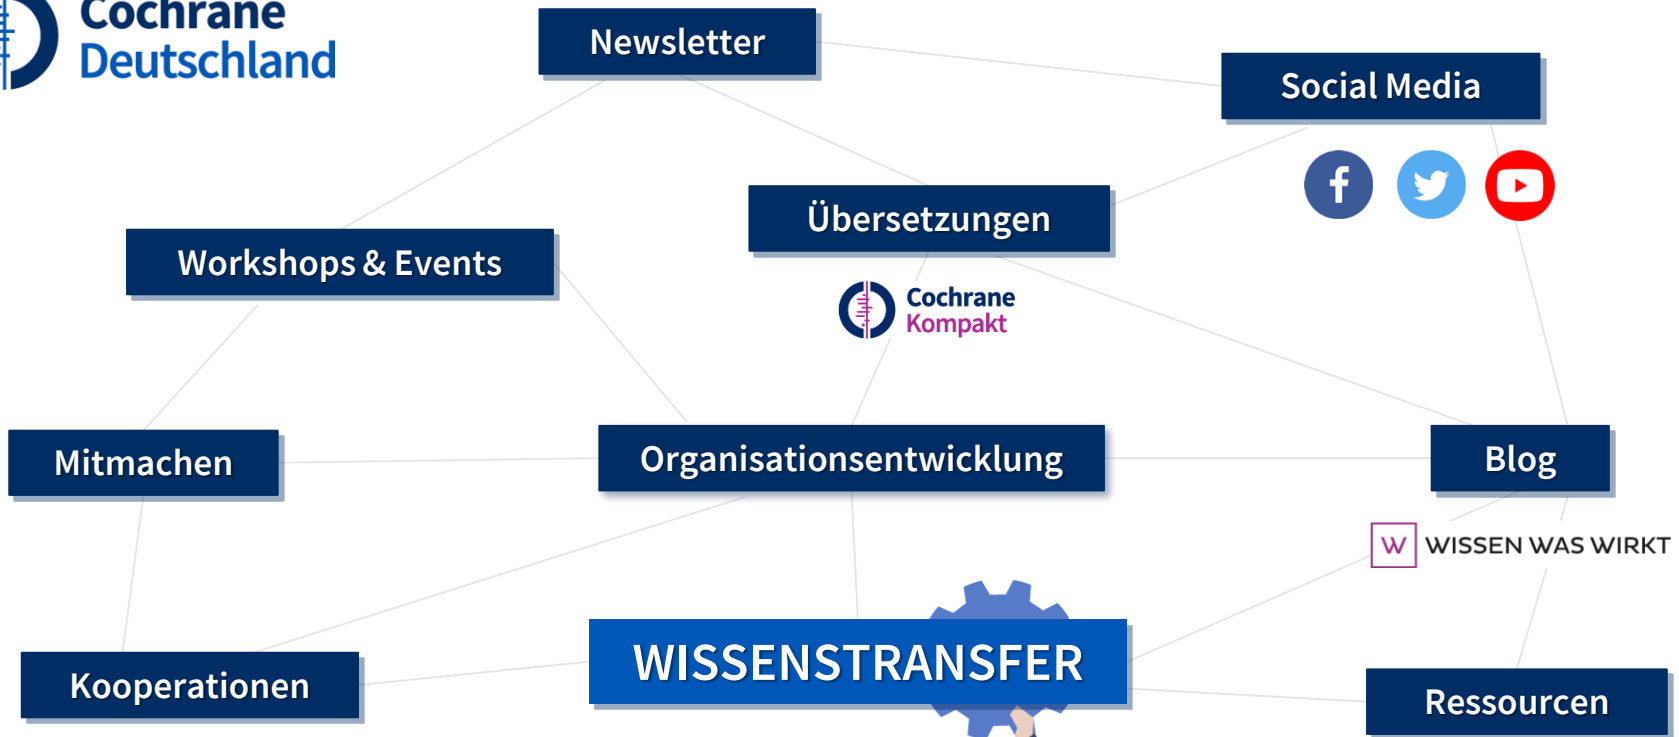 Cochrane
Deutschland
Newsletter
Social Media
Übersetzungen
Workshops & Events
Cochrane
Kompakt
Mitmachen
Organisationsentwicklung
Blog
W WISSEN WAS WIRKT
WISSENSTRANSFER
Kooperationen
Ressourcen